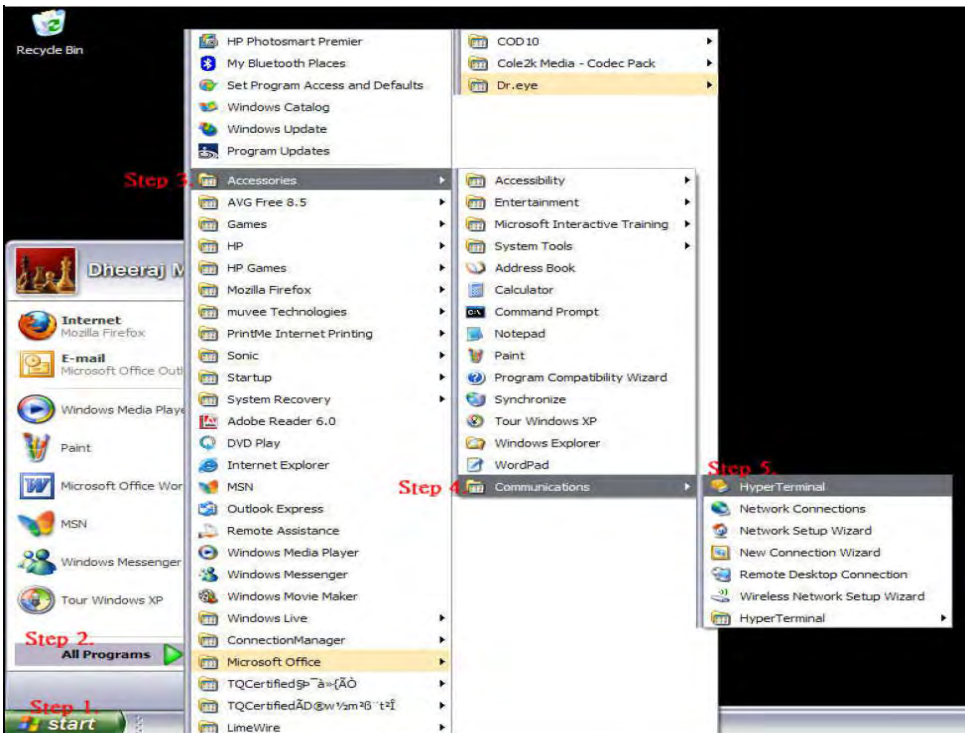 Recycle Bin
HP Photosmart Premier
My Bluetooth Places
Set Program Access and Defaults
Windows Catalog
Windows Update
Program Updates
COD10
Cole2k Media - Codec Pack
Dr.eye
Step 3.
Accessories
AVG Free 8.5
Games
HP
HP Games
Mozilla Firefox
muvee Technologies
PrintMe Internet Printing
Sonic
Startup
System Recovery
Adobe Reader 6.0
DVD Play
Internet Explorer
MSN
Outlook Express
Remote Assistance
Windows Media Player
Windows Messenger
Windows Movie Maker
Windows Live
ConnectionManager
Microsoft Office
LimeWire
Accessibility
Entertainment
Microsoft Interactive Training
System Tools
Address Book
Calculator
Command Prompt
Notepad
Paint
Program Compatibility Wizard
Synchronize
Tour Windows XP
Windows Explorer
WordPad
Step 4
Communications
Step 5.
HyperTerminal
Network Connections
Network Setup Wizard
New Connection Wizard
Remote Desktop Connection
Wireless Network Setup Wizard
HyperTerminal
Dheeraj M
Internet
Mozilla Firefox
E-mail
Microsoft Office Outl
Windows Media Playe
Paint
Microsoft Office Wor
MSN
Windows Messenger
Tour Windows XP
Step 2.
All Programs
Step 1.
start